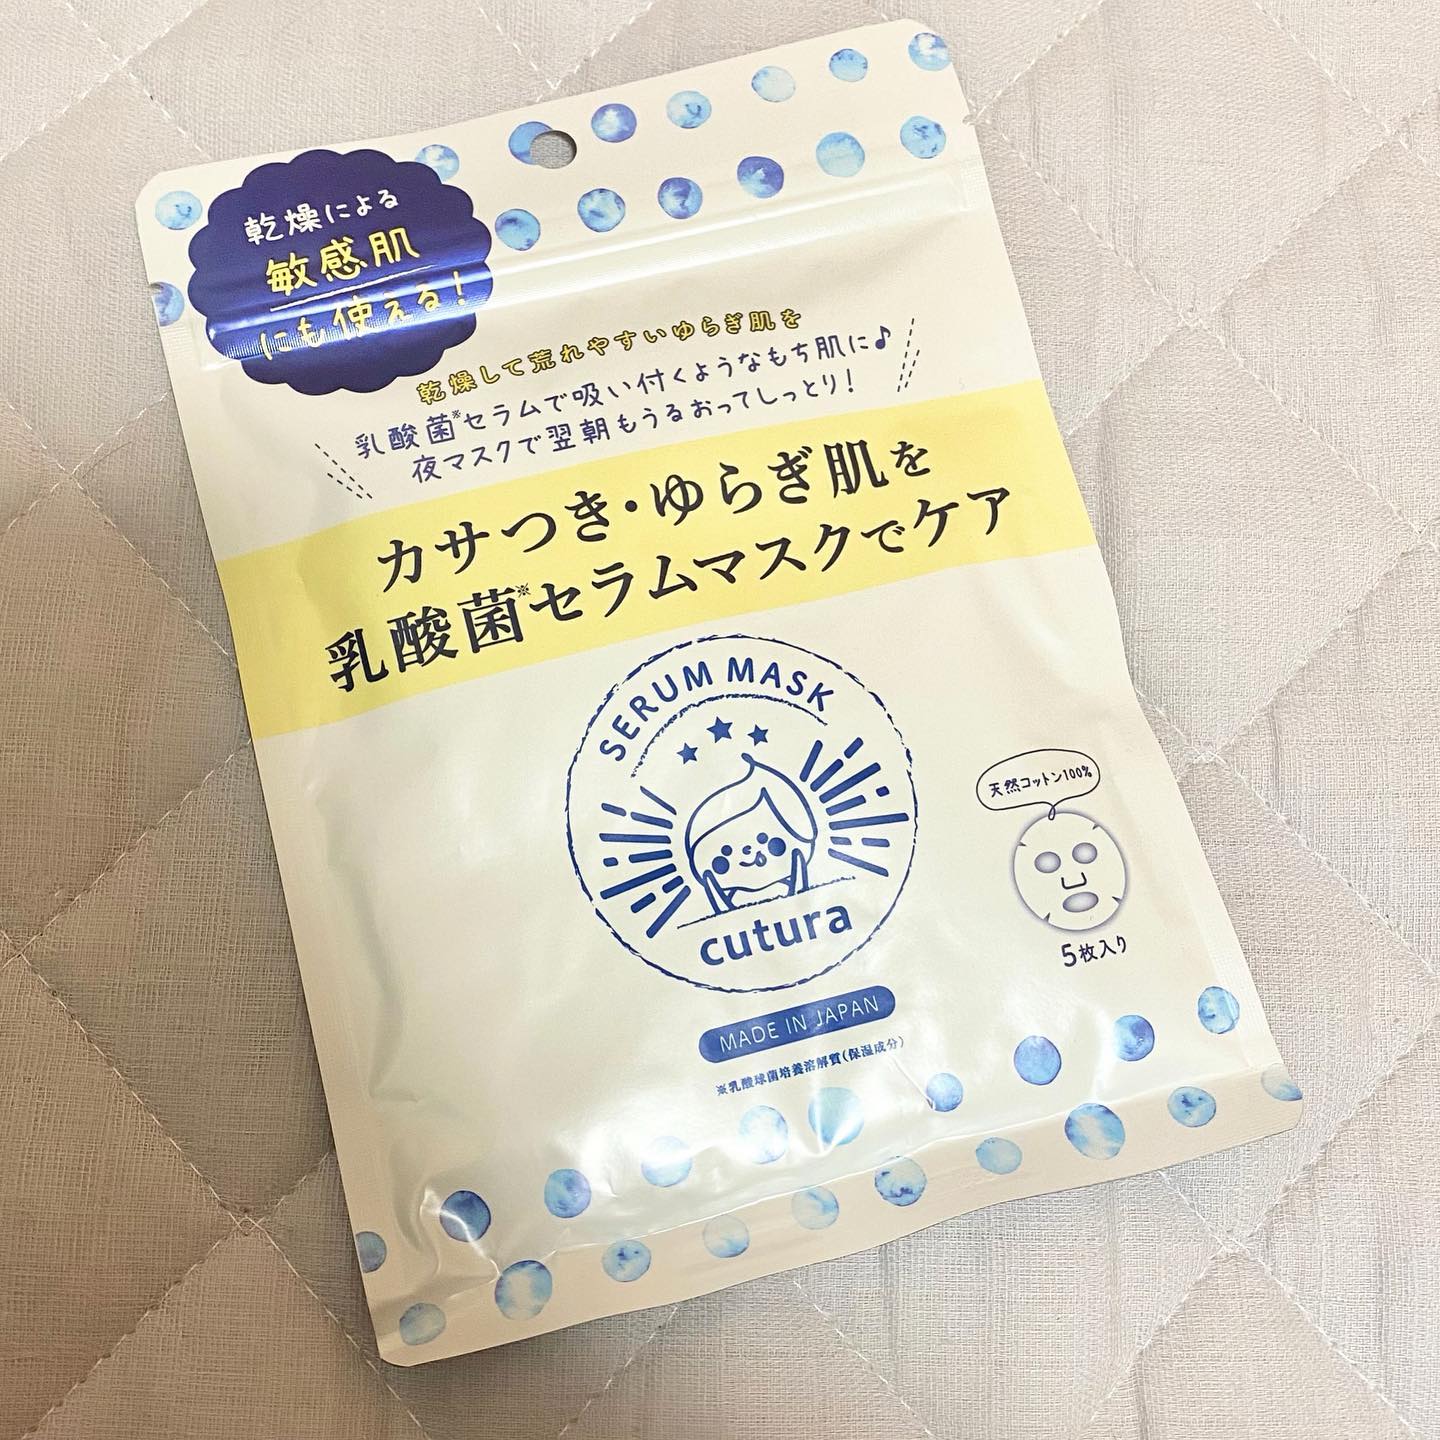 乾燥による
敏感肌
にも使える!
乾燥して荒れやすいゆらぎ肌を
乳酸菌※セラムで吸い付くようなもち肌に♪
夜マスクで翌朝もうるおってしっとり!
カサつき・ゆらぎ肌を
乳酸菌※セラムマスクでケア
SERUM MASK
cutura
天然コットン100%
5枚入り
MADE IN JAPAN
※乳酸球菌培養溶解質(保湿成分)